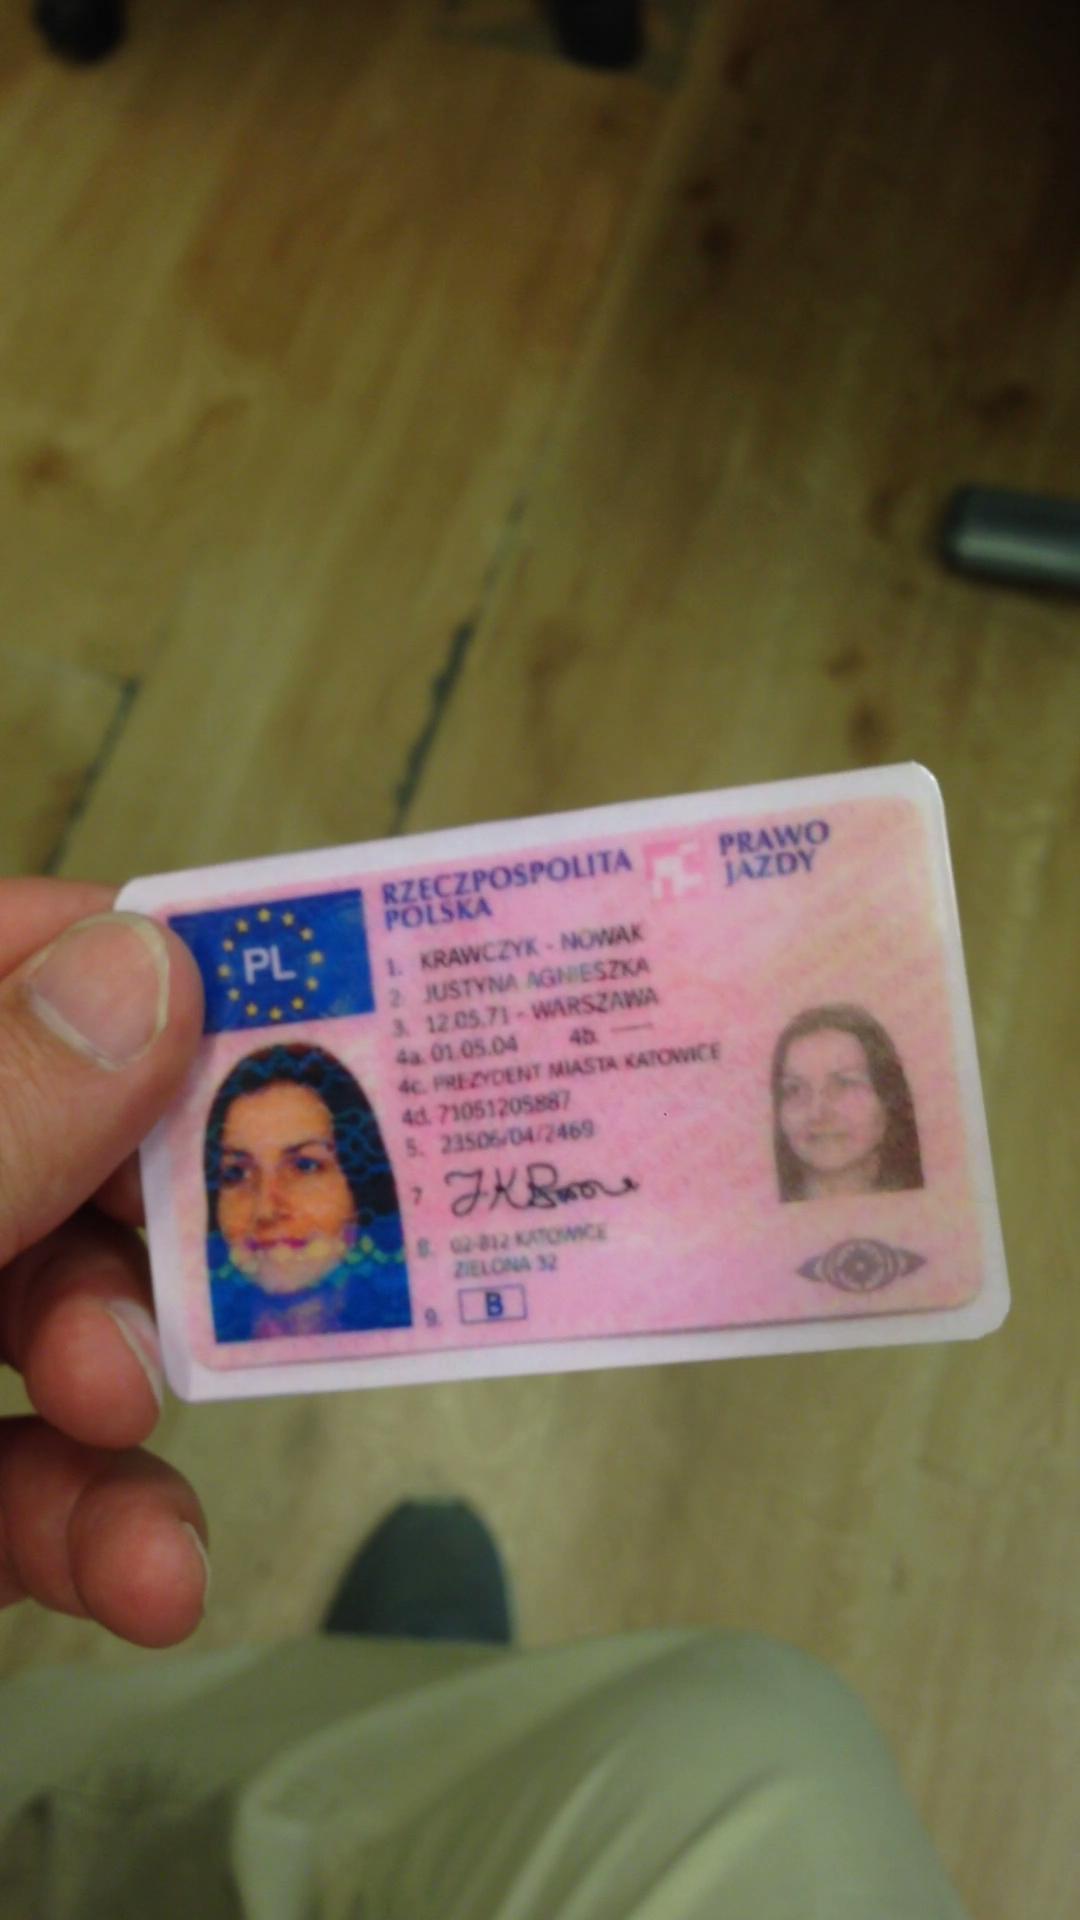 PL
RZECZPOSPOLITA
POLSKA
PRAWO
JAZDY
1. KRAWCZYK - NOWAK
2. JUSTYNA AGNIESZKA
3. 12.05.71 - WARSZAWA
4a. 01.05.04 4b. —
4c. PREZYDENT MIASTA KATOWICE
4d. 71051205887
5. 23506/04/2469
7
8. 02-812 KATOWICE
ZIELONA 32
9. B